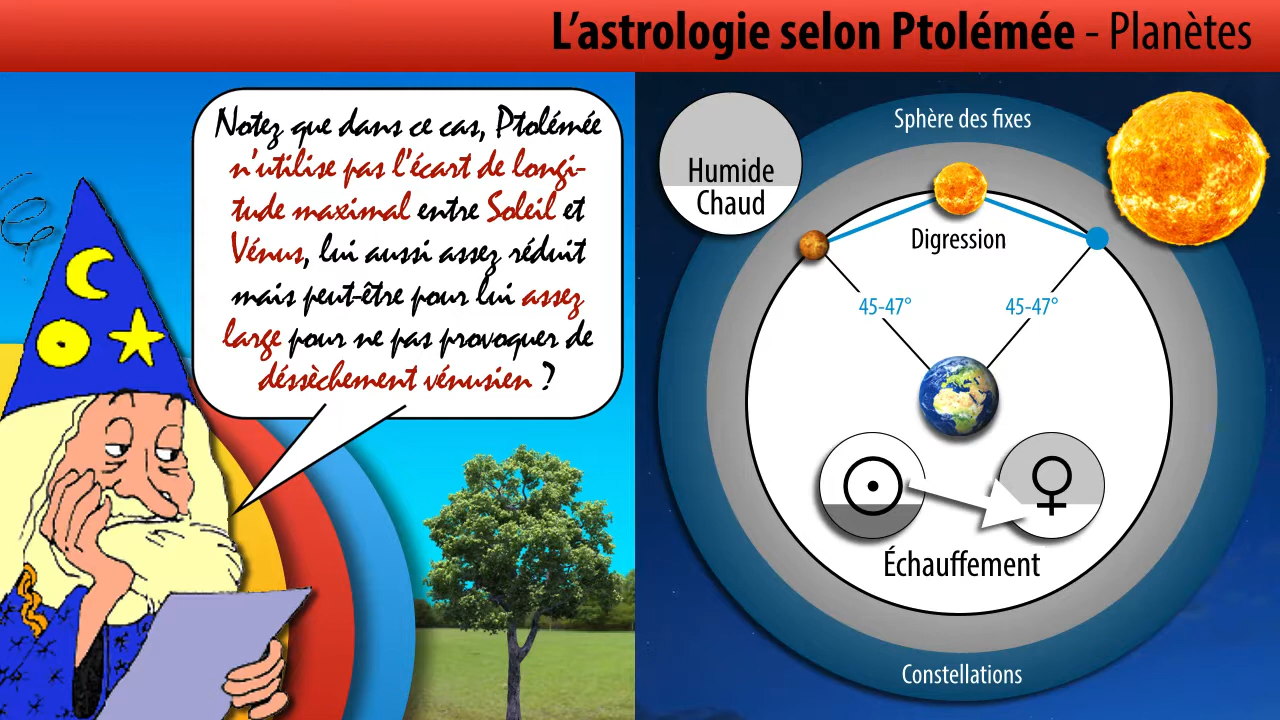 L'astrologie selon Ptolémée - Planètes
Notez que dans ce cas, Ptolémée
n'utilise pas l'écart de longi-
tude maximal entre Soleil et
Vénus, lui aussi assez réduit
mais peut-être pour lui assez
large pour ne pas provoquer de
déssèchement vénusien ?
Humide
Chaud
Sphère des fixes
Digression
45-47°
45-47°
Échauffement
Constellations